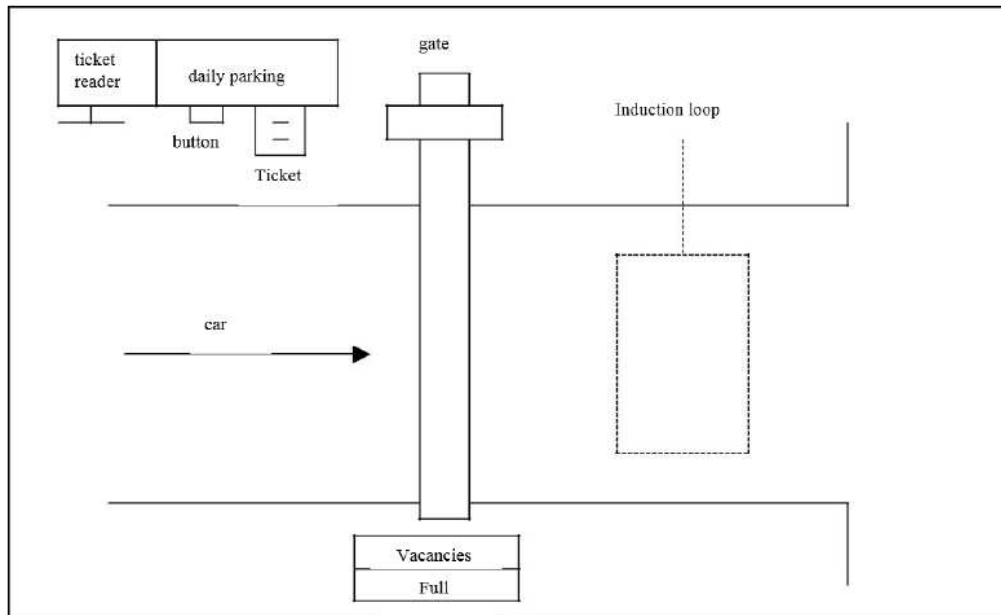 gate
ticket
reader
daily parking
Induction loop
button
Ticket
car
Vacancies
Full